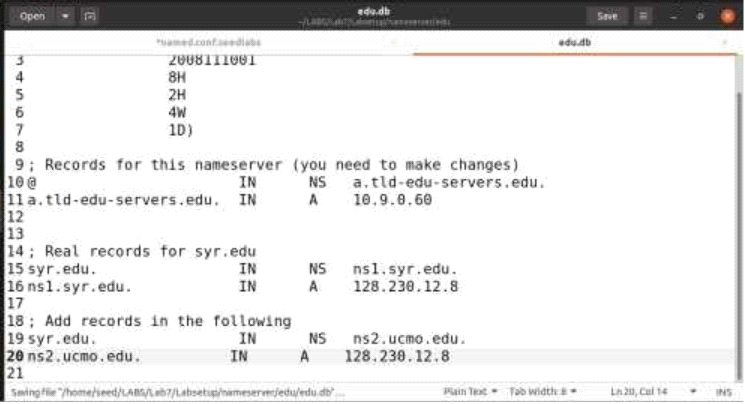 Open edu.db Save
~/LABS/Lab7/Labsetup/nameserver/edu
*named.conf.seedlabs edu.db
3 2008111001
4 8H
5 2H
6 4W
7 1D)
8
9 ; Records for this nameserver (you need to make changes)
10 @ IN NS a.tld-edu-servers.edu.
11 a.tld-edu-servers.edu. IN A 10.9.0.60
12
13
14 ; Real records for syr.edu
15 syr.edu. IN NS ns1.syr.edu.
16 ns1.syr.edu. IN A 128.230.12.8
17
18 ; Add records in the following
19 syr.edu. IN NS ns2.ucmo.edu.
20 ns2.ucmo.edu. IN A 128.230.12.8
21
Saving file "/home/seed/LABS/Lab7/Labsetup/nameserver/edu/edu.db"... Plain Text Tab Width: 8 Ln 20, Col 14 INS